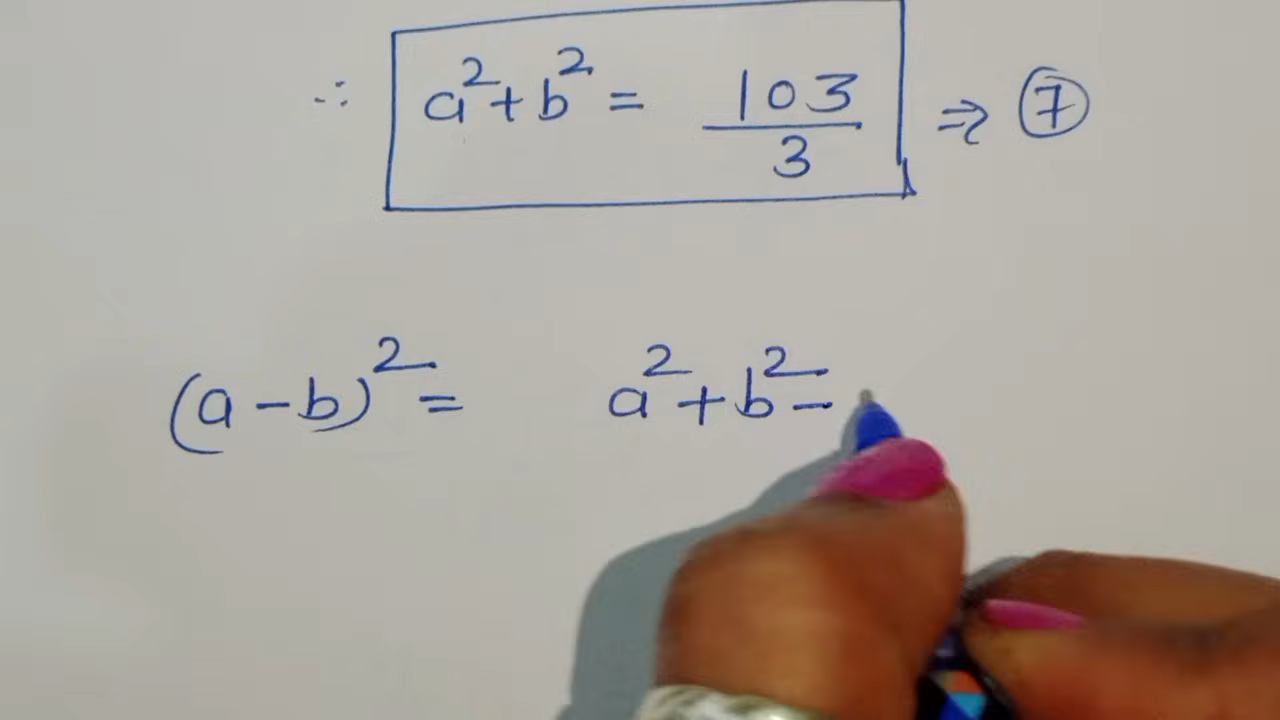 ∴ a²+b² = 103/3 ⇒ ⑦
(a-b)² = a²+b²-